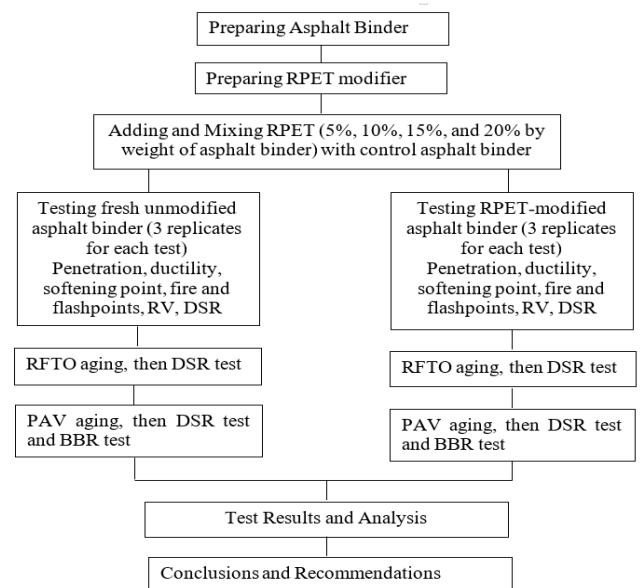 Preparing Asphalt Binder
Preparing RPET modifier
Adding and Mixing RPET (5%, 10%, 15%, and 20% by
weight of asphalt binder) with control asphalt binder
Testing fresh unmodified
asphalt binder (3 replicates
for each test)
Penetration, ductility,
softening point, fire and
flashpoints, RV, DSR
RFTO aging, then DSR test
PAV aging, then DSR test
and BBR test
Testing RPET-modified
asphalt binder (3 replicates
for each test)
Penetration, ductility,
softening point, fire and
flashpoints, RV, DSR
RFTO aging, then DSR test
PAV aging, then DSR test
and BBR test
Test Results and Analysis
Conclusions and Recommendations